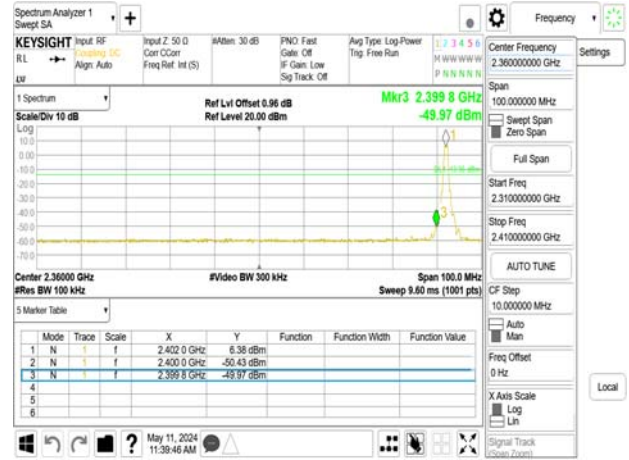 Spectrum Analyzer 1
Swept SA
Frequency
KEYSIGHT
RL
LXI
Input: RF
Coupling: DC
Align: Auto
Input Z: 50 Ω
Corr CCorr
Freq Ref: Int (S)
#Atten: 30 dB
PNO: Fast
Gate: Off
IF Gain: Low
Sig Track: Off
Avg Type: Log-Power
Trig: Free Run
1 2 3 4 5 6
M W W W W W
P N N N N N
Center Frequency
2.360000000 GHz
Settings
Span
100.000000 MHz
Swept Span
Zero Span
Full Span
Start Freq
2.310000000 GHz
Stop Freq
2.410000000 GHz
AUTO TUNE
CF Step
10.000000 MHz
Auto
Man
Freq Offset
0 Hz
X Axis Scale
Log
Lin
Signal Track
(Span Zoom)
Local
1 Spectrum
Scale/Div 10 dB
Ref Lvl Offset 0.96 dB
Ref Level 20.00 dBm
Mkr3 2.399 8 GHz
-49.97 dBm
Log
10.0
0.00
-10.0
-20.0
-30.0
-40.0
-50.0
-60.0
-70.0
1
3
Center 2.36000 GHz
#Res BW 100 kHz
#Video BW 300 kHz
Span 100.0 MHz
Sweep 9.60 ms (1001 pts)
5 Marker Table
Mode Trace Scale X Y Function Function Width Function Value
1 N 1 f 2.402 0 GHz 6.38 dBm
2 N 1 f 2.400 0 GHz -50.43 dBm
3 N 1 f 2.399 8 GHz -49.97 dBm
4
5
6
?
May 11, 2024
11:39:46 AM